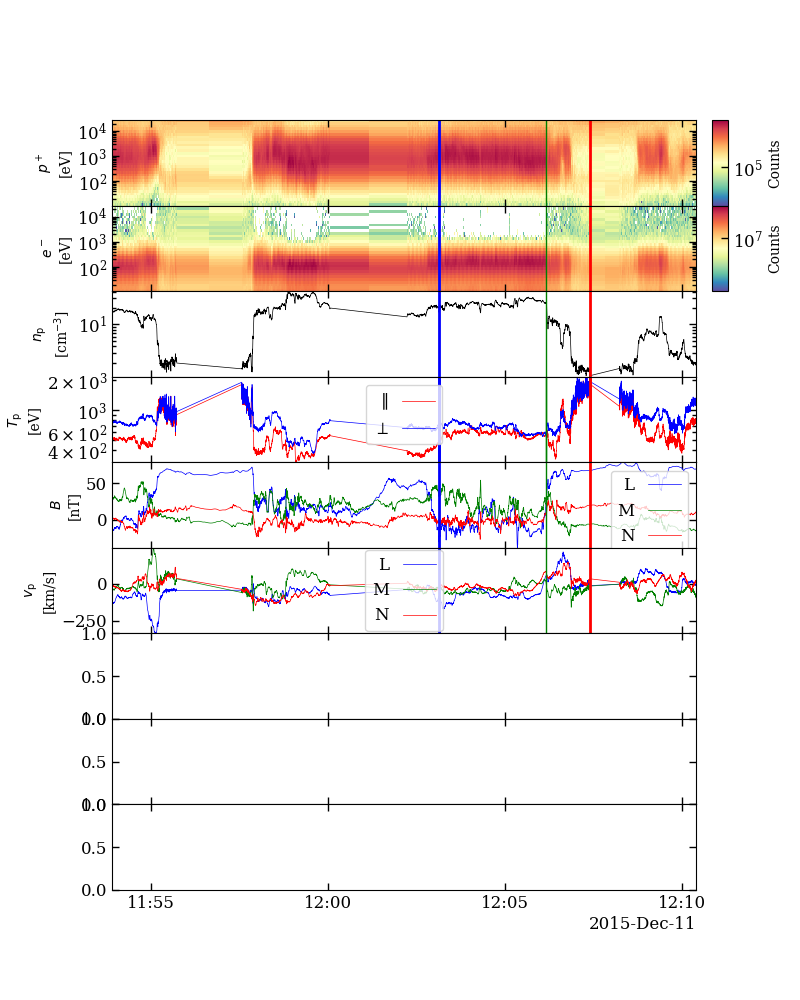 p⁺
[eV]
10⁴
10³
10²
10⁵
Counts
e⁻
[eV]
10⁴
10³
10²
10⁷
Counts
nₚ
[cm⁻³]
10¹
Tₚ
[eV]
2 × 10³
10³
6 × 10²
4 × 10²
∥
⊥
B
[nT]
50
0
L
M
N
vₚ
[km/s]
0
−250
L
M
N
1.0
0.5
0.0
1.0
0.5
0.0
1.0
0.5
0.0
11:55 12:00 12:05 12:10
2015-Dec-11